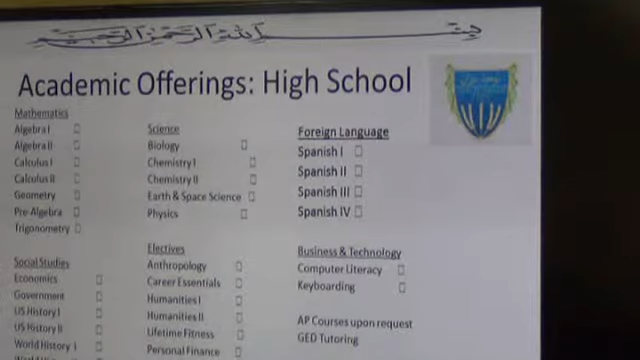 بسم الله الرحمن الرحيم
Academic Offerings: High School
Mathematics
Algebra I
Algebra II
Calculus I
Calculus II
Geometry
Pre-Algebra
Trigonometry
Social Studies
Economics
Government
US History I
US History II
World History I
Science
Biology
Chemistry I
Chemistry II
Earth & Space Science
Physics
Electives
Anthropology
Career Essentials
Humanities I
Humanities II
Lifetime Fitness
Personal Finance
Foreign Language
Spanish I
Spanish II
Spanish III
Spanish IV
Business & Technology
Computer Literacy
Keyboarding
AP Courses upon request
GED Tutoring